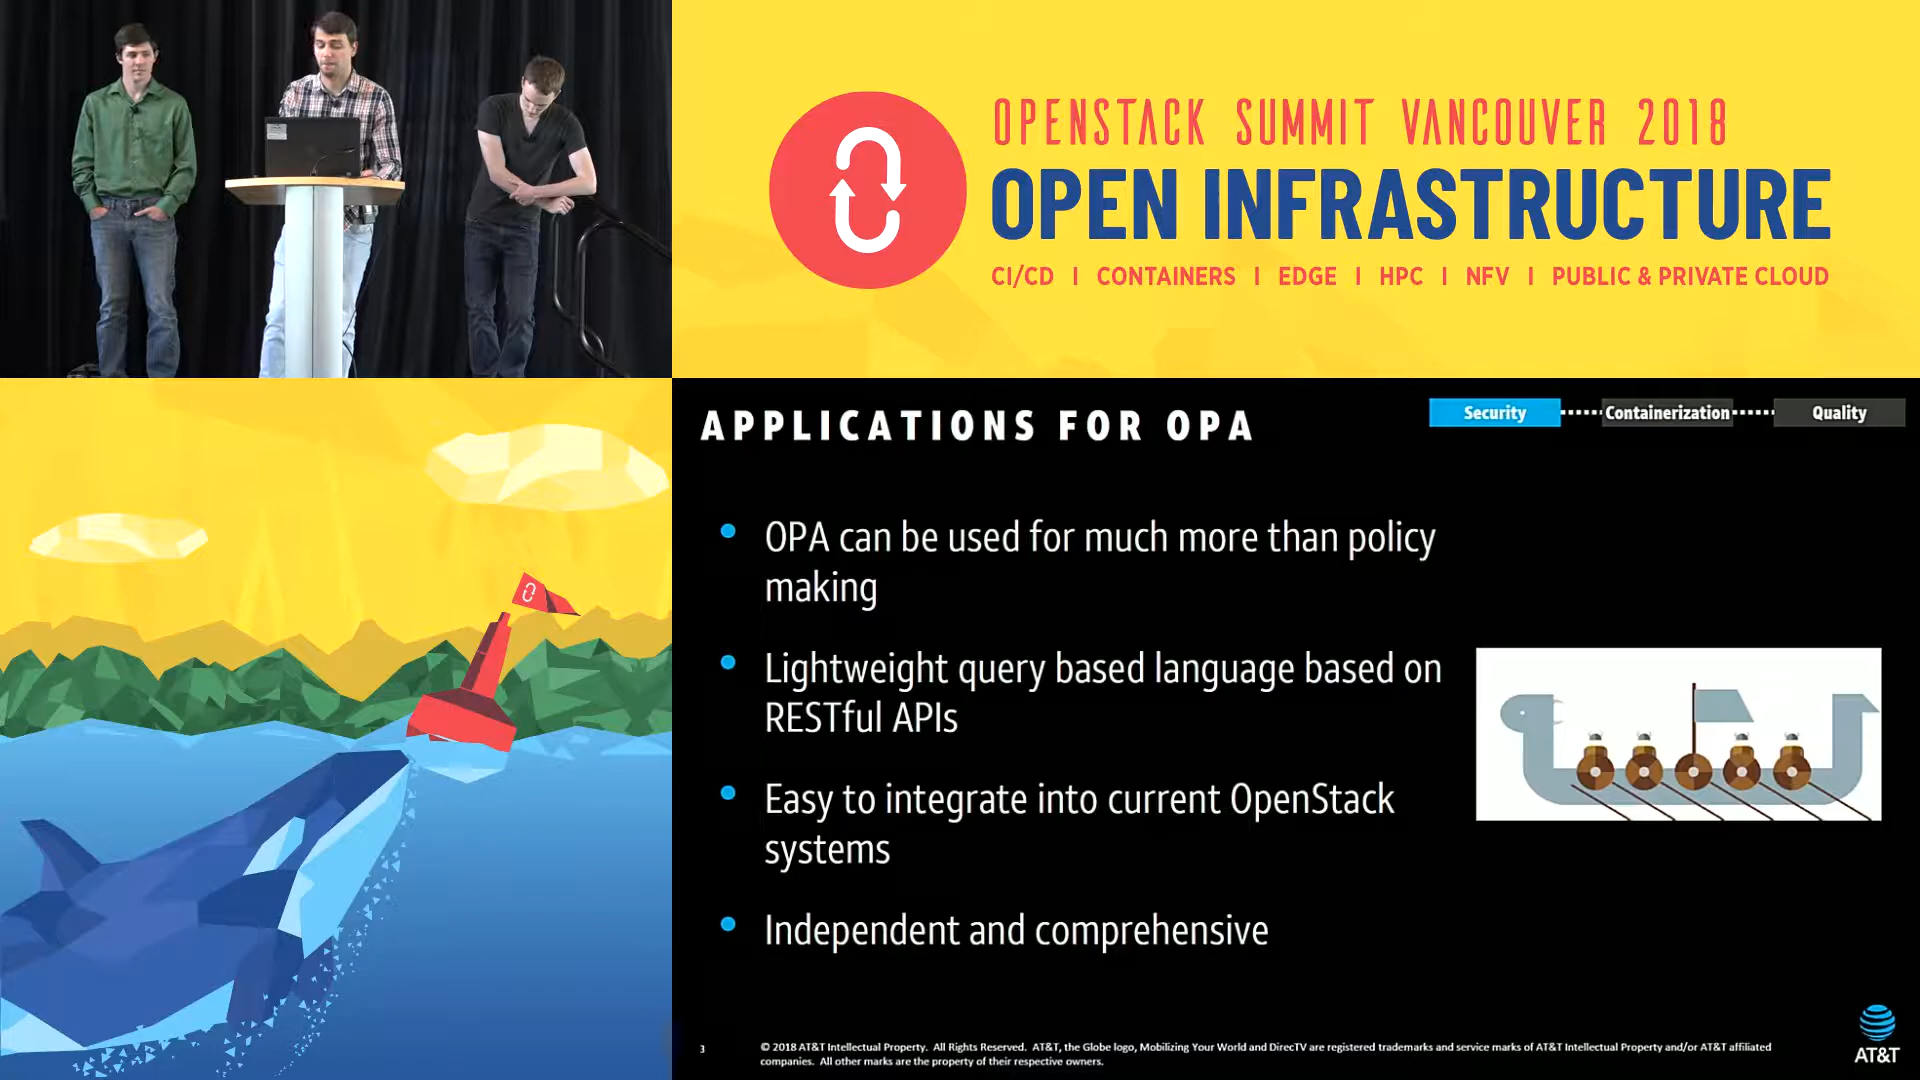 OPENSTACK SUMMIT VANCOUVER 2018
OPEN INFRASTRUCTURE
CI/CD | CONTAINERS | EDGE | HPC | NFV | PUBLIC & PRIVATE CLOUD
APPLICATIONS FOR OPA
Security Containerization Quality
OPA can be used for much more than policy
making
Lightweight query based language based on
RESTful APIs
Easy to integrate into current OpenStack
systems
Independent and comprehensive
3
© 2018 AT&T Intellectual Property. All Rights Reserved. AT&T, the Globe logo, Mobilizing Your World and DirecTV are registered trademarks and service marks of AT&T Intellectual Property and/or AT&T affiliated
companies. All other marks are the property of their respective owners.
AT&T